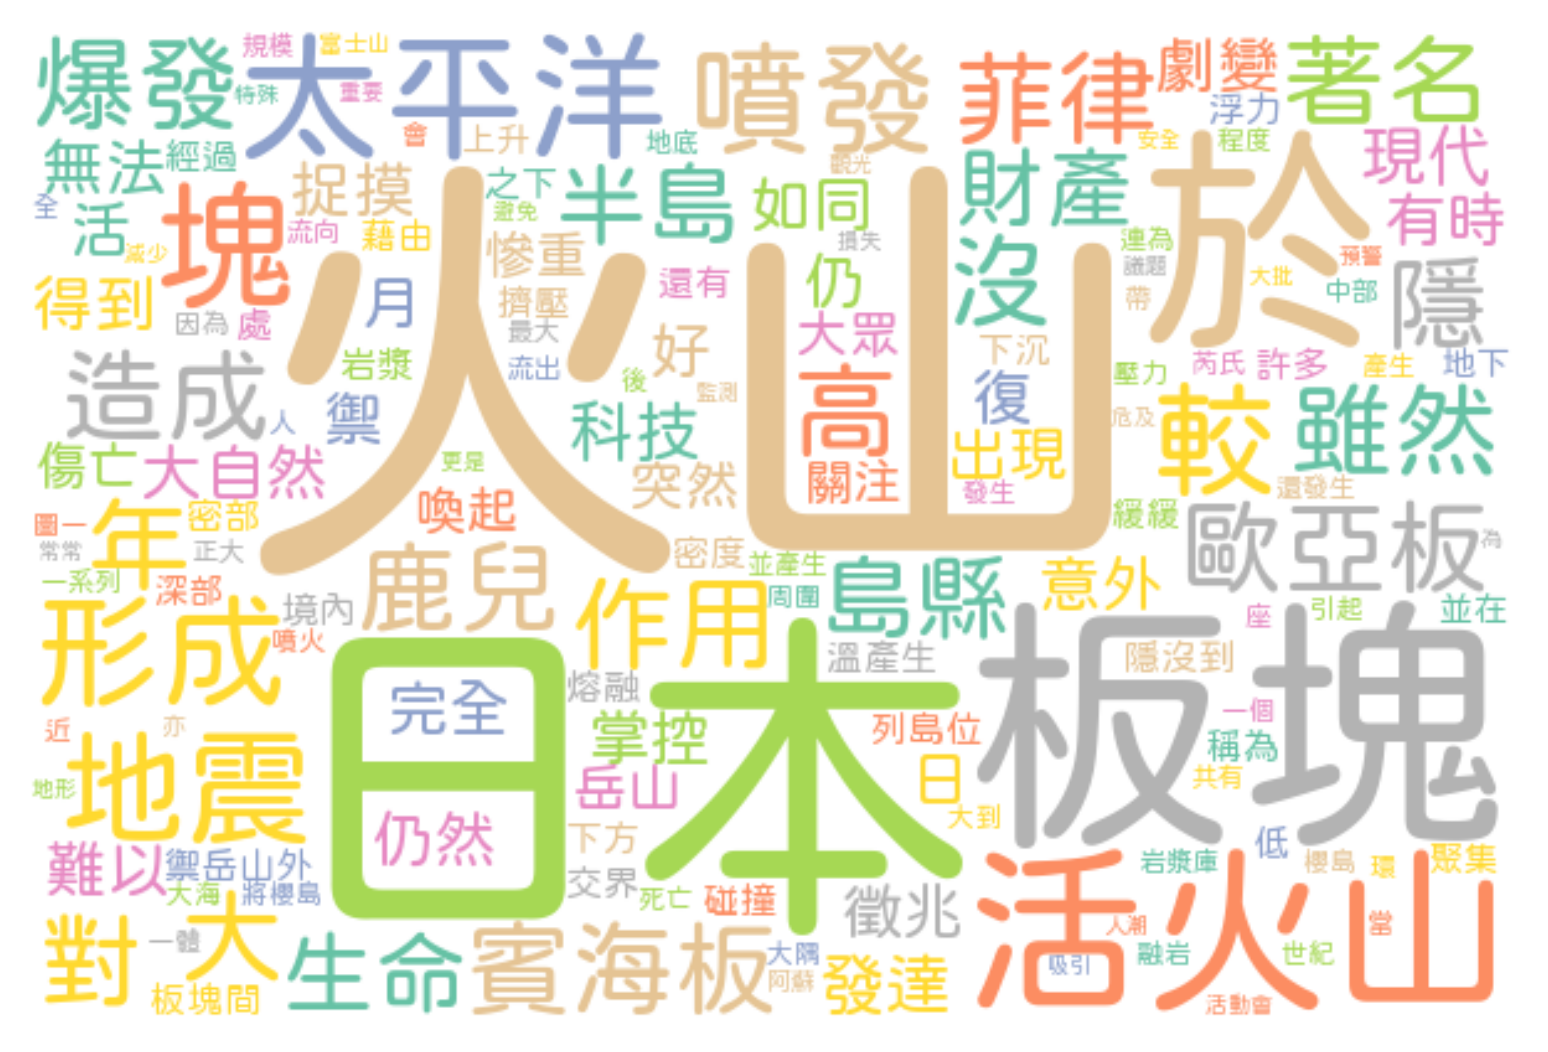 爆發
規模
富士山
太平洋
特殊
重要
噴發
菲律
劇變
著名
浮力
會
上升
地底
安全
程度
無法
經過
捉摸
之下
半島
觀光
如同
財產
於
現代
全
活
塊
流向
藉由
避免
損失
連為
有時
減少
慘重
還有
仍
沒
議題
大批
預警
得到
因為
處
月
擠壓
最大
火山
好
大眾
帶
中部
隱
造成
岩漿
流出
後
監測
下沉
壓力
芮氏
許多
產生
地下
人
御
科技
高
復
危及
較
雖然
傷亡
大自然
更是
突然
關注
出現
發生
還發生
圖一
年
密部
喚起
緩緩
歐亞板
為
常常
正大
密度
並產生
一系列
深部
境內
鹿兒
作用
周圍
島縣
意外
座
引起
並在
形成
噴火
溫產生
隱沒到
板塊
近
亦
日本
完全
熔融
掌控
列島位
一個
稱為
地形
地震
岳山
日
共有
仍然
大到
下方
難以
御岳山外
交界
岩漿庫
低
櫻島
環
聚集
大海
將櫻島
死亡
碰撞
徵兆
活火山
人潮
當
對
一體
大
生命
賓海板
大隅
融岩
世紀
板塊間
阿蘇
發達
吸引
活動會